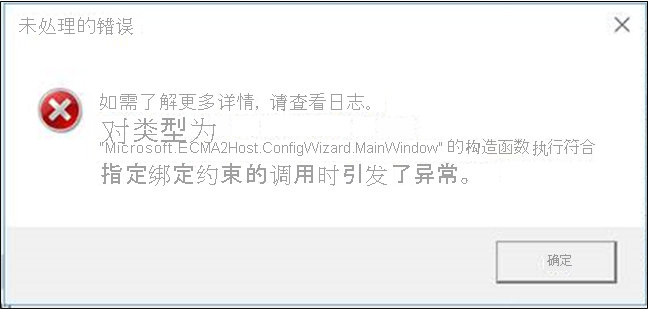 未处理的错误
如需了解更多详情, 请查看日志。
对类型为
"Microsoft.ECMA2Host.ConfigWizard.MainWindow" 的构造函数执行符合
指定绑定约束的调用时引发了异常。
确定